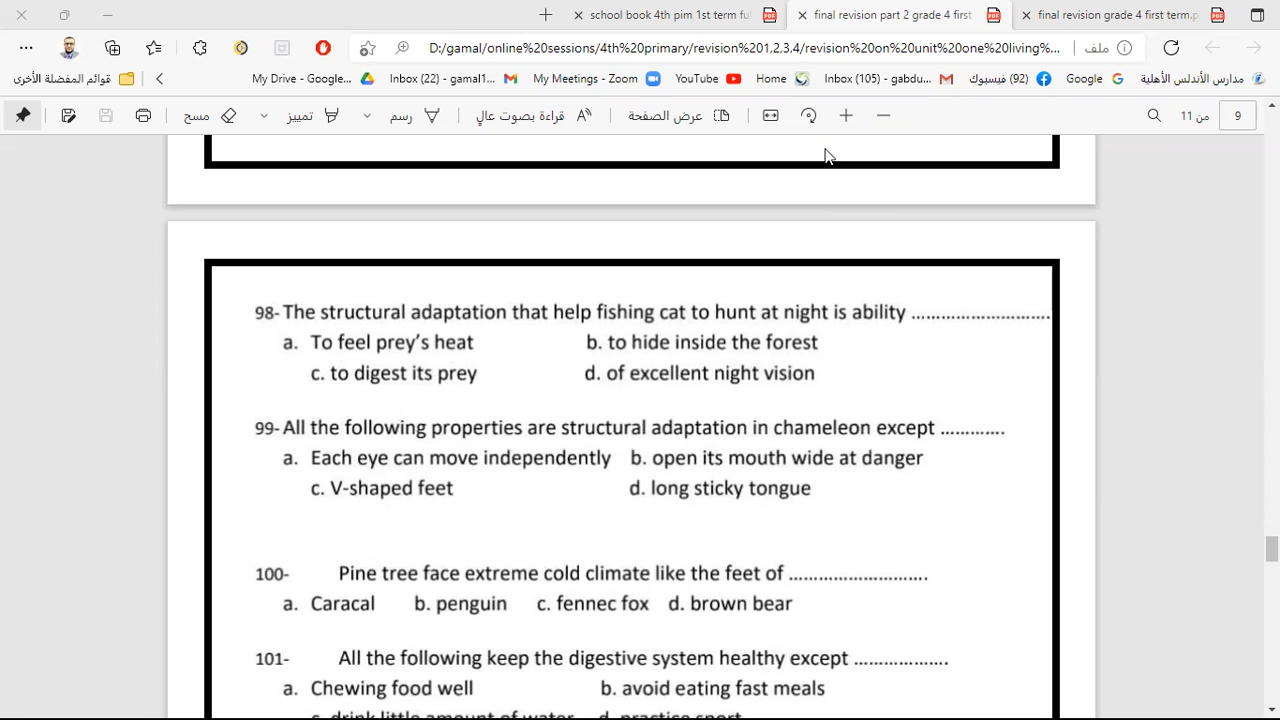 school book 4th pim 1st term fu
final revision part 2 grade 4 first
final revision grade 4 first term.p
D:/gamal/online%20sessions/4th%20primary/revision%201,2,3,4/revision%20on%20unit%20one%20living%...
ملف
قوائم المفضلة الأخرى
My Drive - Google...
Inbox (22) - gamal1...
My Meetings - Zoom
YouTube
Home
Inbox (105) - gabdu...
(92) فيسبوك
Google
مدارس الأندلس الأهلية
مسح
تمييز
رسم
قراءة بصوت عالٍ
عرض الصفحة
من 11
9
98- The structural adaptation that help fishing cat to hunt at night is ability ............................
a. To feel prey's heat b. to hide inside the forest
c. to digest its prey d. of excellent night vision
99- All the following properties are structural adaptation in chameleon except .............
a. Each eye can move independently b. open its mouth wide at danger
c. V-shaped feet d. long sticky tongue
100- Pine tree face extreme cold climate like the feet of ............................
a. Caracal b. penguin c. fennec fox d. brown bear
101- All the following keep the digestive system healthy except ...................
a. Chewing food well b. avoid eating fast meals
c. drink little amount of water d. practice sport